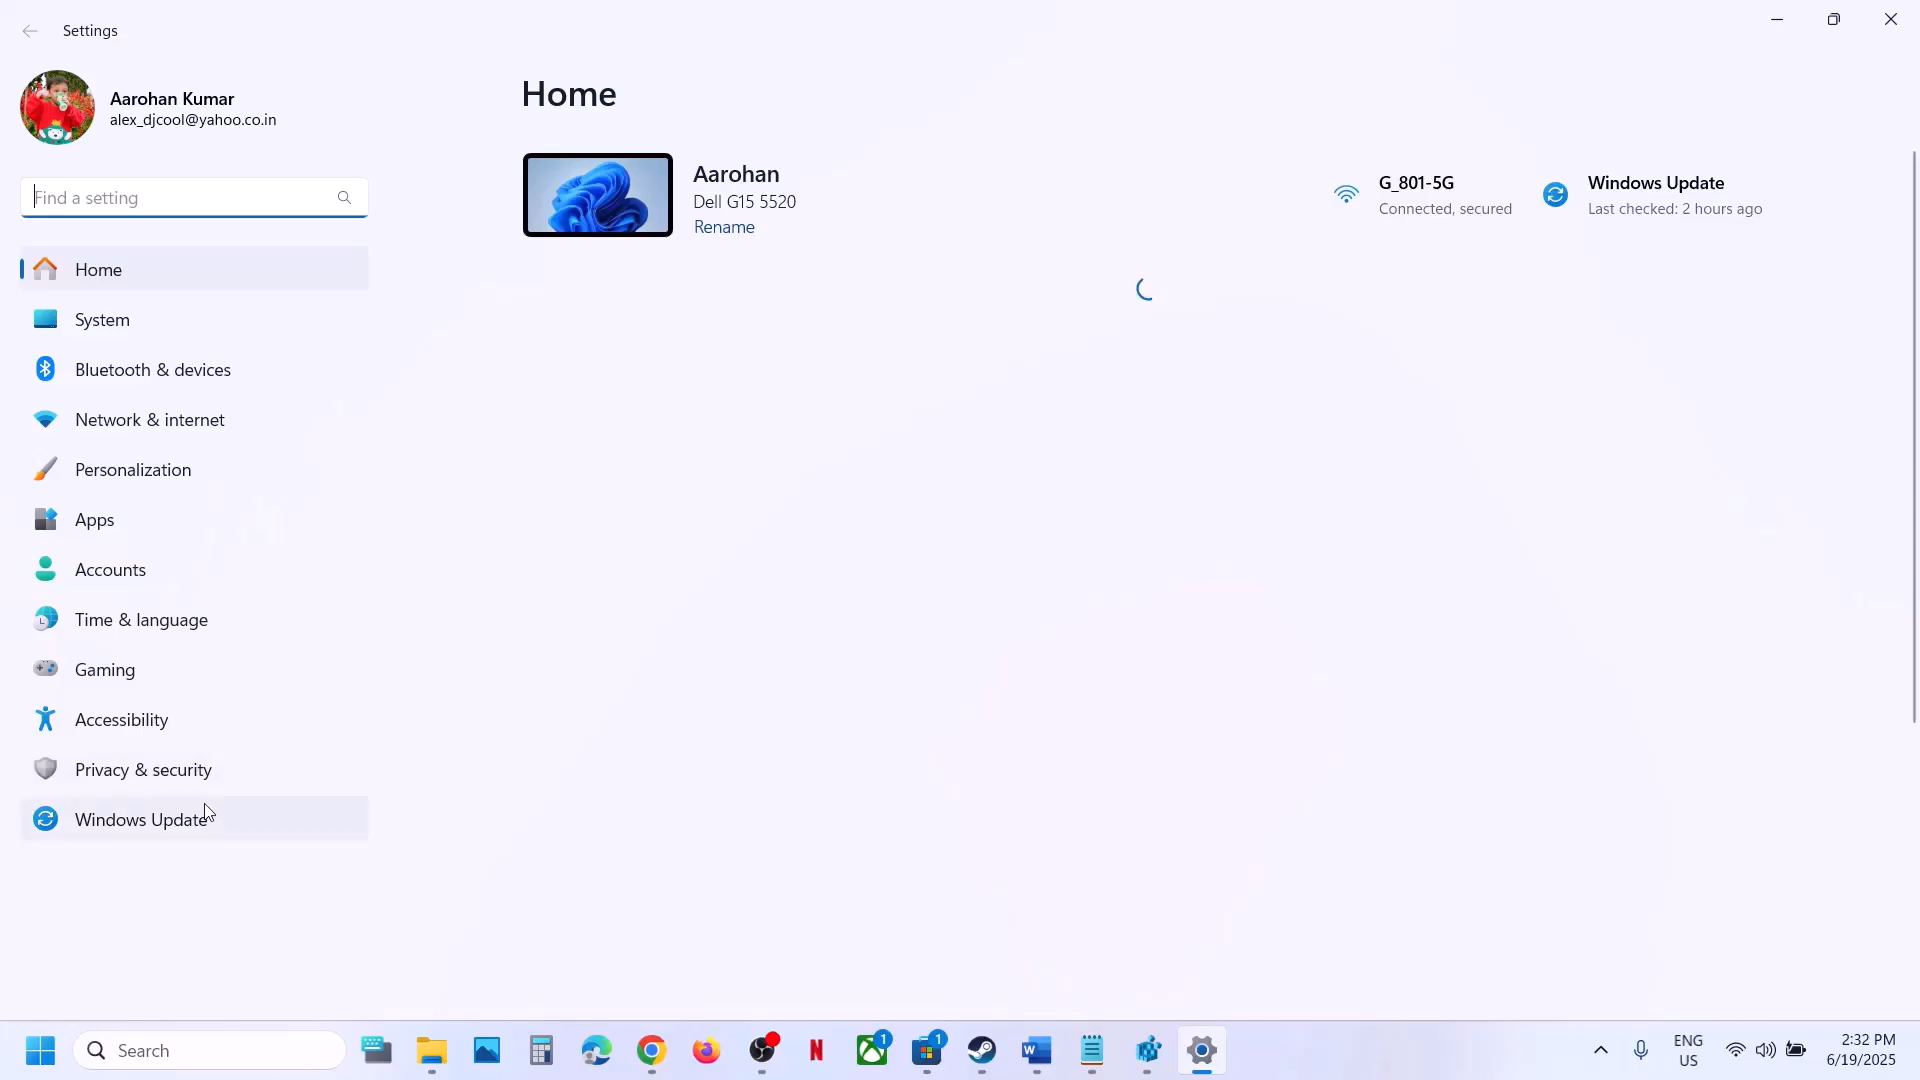 Settings
Aarohan Kumar
alex_djcool@yahoo.co.in
Find a setting
Home
System
Bluetooth & devices
Network & internet
Personalization
Apps
Accounts
Time & language
Gaming
Accessibility
Privacy & security
Windows Update
Home
Aarohan
Dell G15 5520
Rename
G_801-5G
Connected, secured
Windows Update
Last checked: 2 hours ago
Search
1
1
ENG
US
2:32 PM
6/19/2025